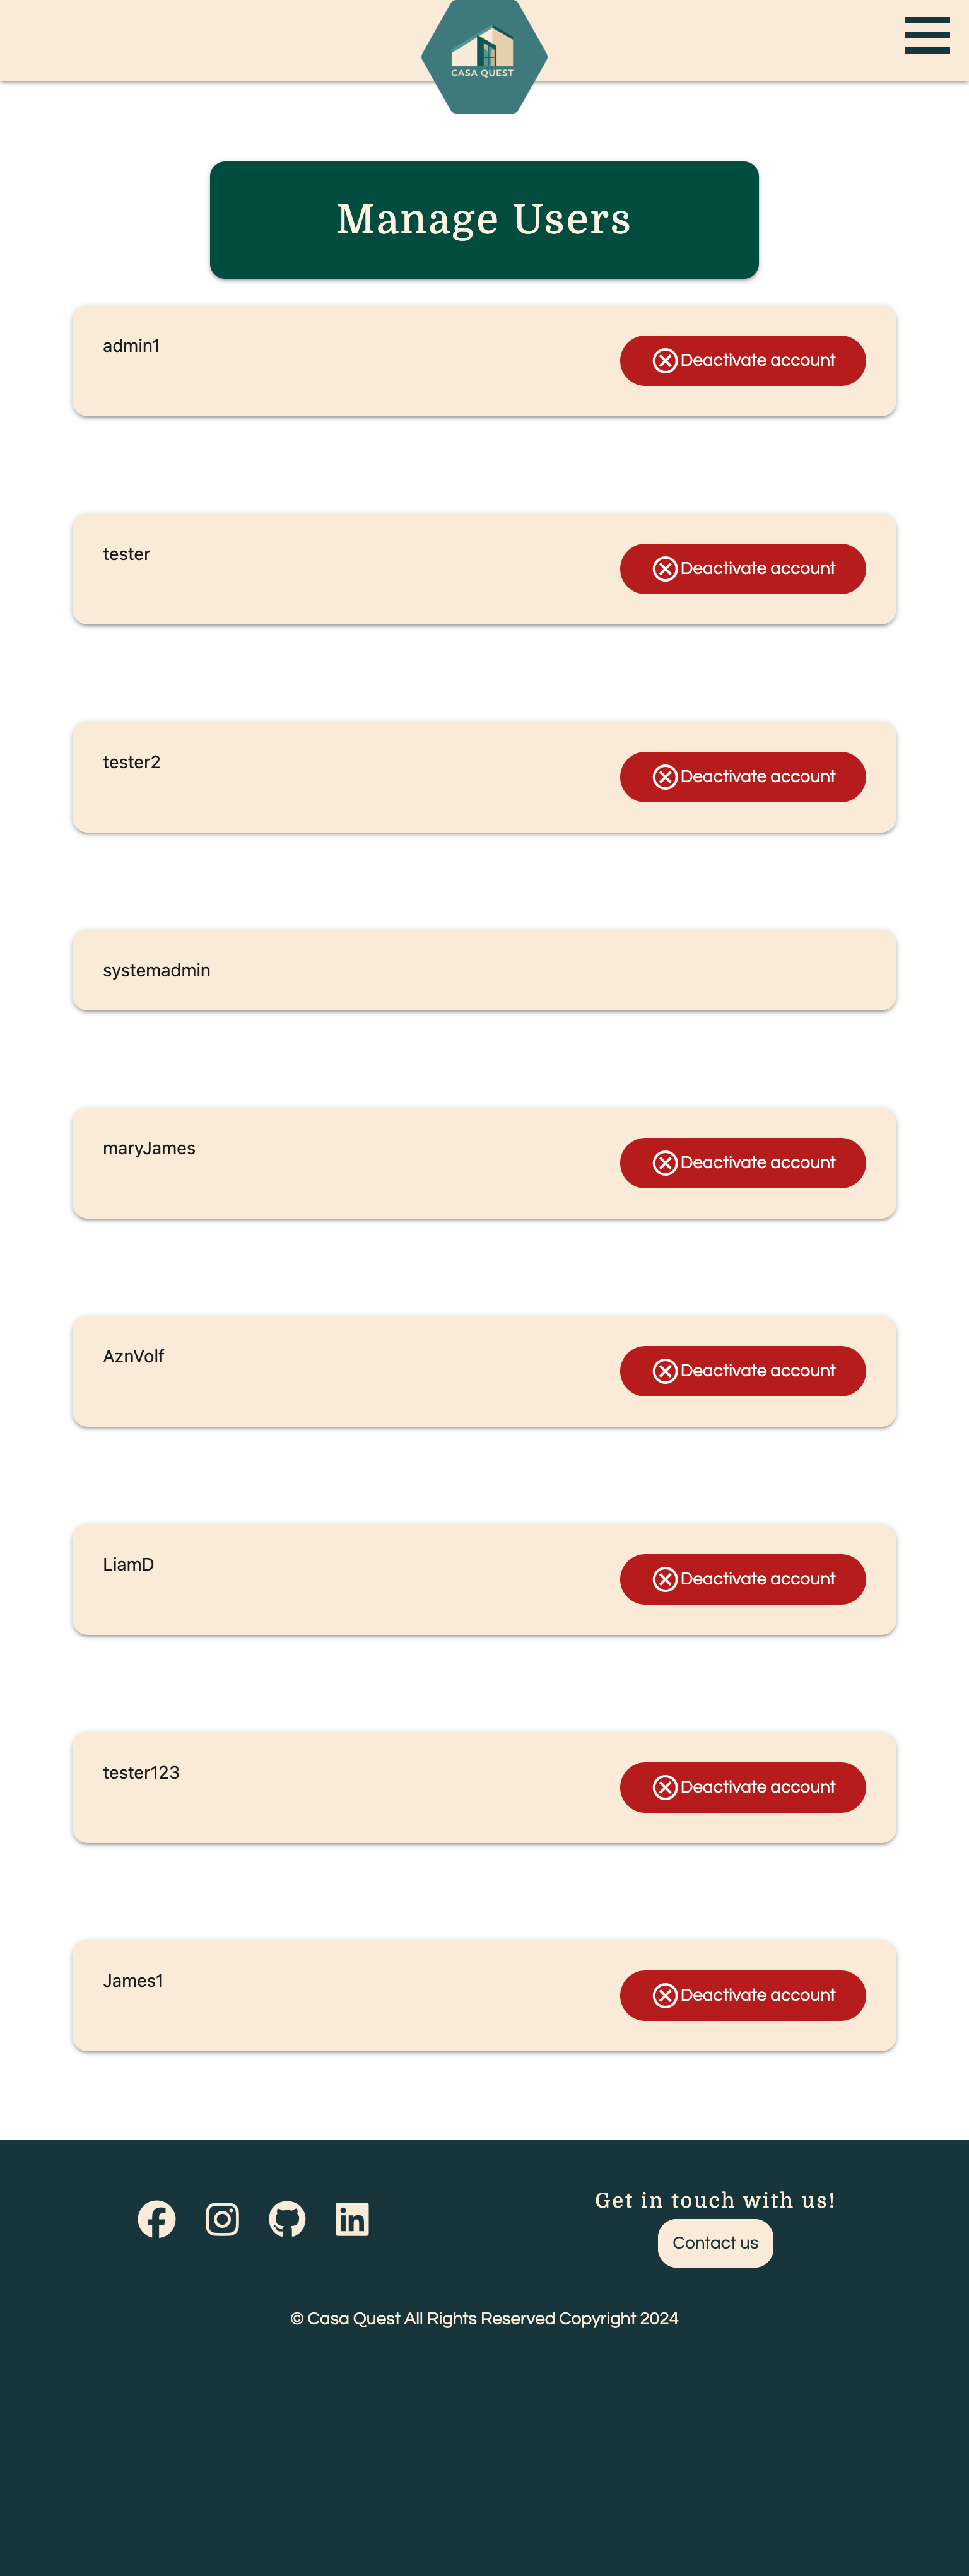 CASA QUEST
Manage Users
admin1
Deactivate account
tester
Deactivate account
tester2
Deactivate account
systemadmin
maryJames
Deactivate account
AznVolf
Deactivate account
LiamD
Deactivate account
tester123
Deactivate account
James1
Deactivate account
Get in touch with us!
Contact us
© Casa Quest All Rights Reserved Copyright 2024